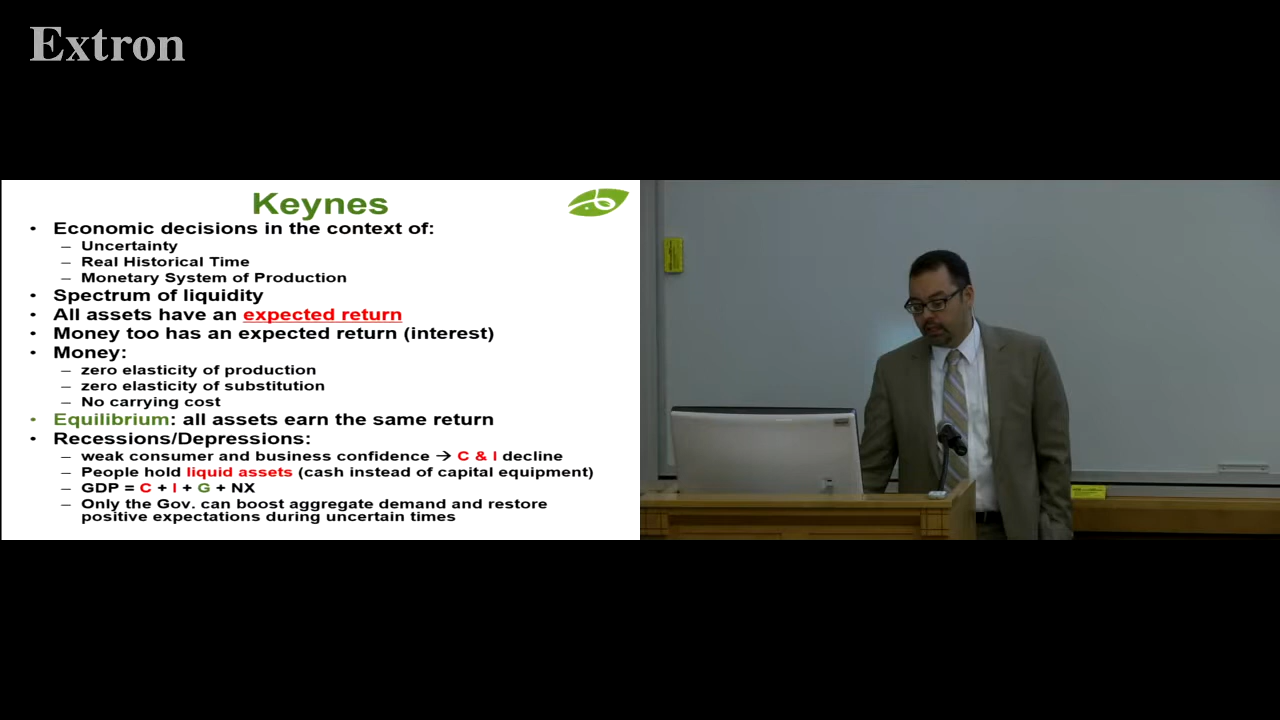 Extron
Keynes
• Economic decisions in the context of:
– Uncertainty
– Real Historical Time
– Monetary System of Production
• Spectrum of liquidity
• All assets have an expected return
• Money too has an expected return (interest)
• Money:
– zero elasticity of production
– zero elasticity of substitution
– No carrying cost
• Equilibrium: all assets earn the same return
• Recessions/Depressions:
– weak consumer and business confidence → C & I decline
– People hold liquid assets (cash instead of capital equipment)
– GDP = C + I + G + NX
– Only the Gov. can boost aggregate demand and restore
positive expectations during uncertain times